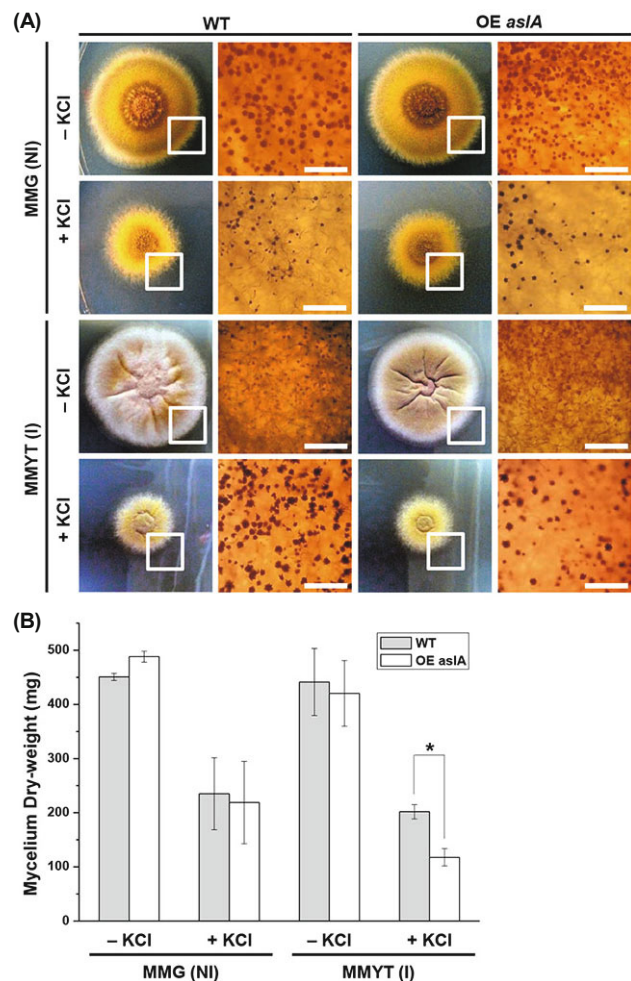 (A)
WT
OE aslA
MMG (NI)
– KCl
+ KCl
MMYT (I)
– KCl
+ KCl
(B)
Mycelium Dry-weight (mg)
500
400
300
200
100
0
WT
OE aslA
*
– KCl
+ KCl
– KCl
+ KCl
MMG (NI)
MMYT (I)